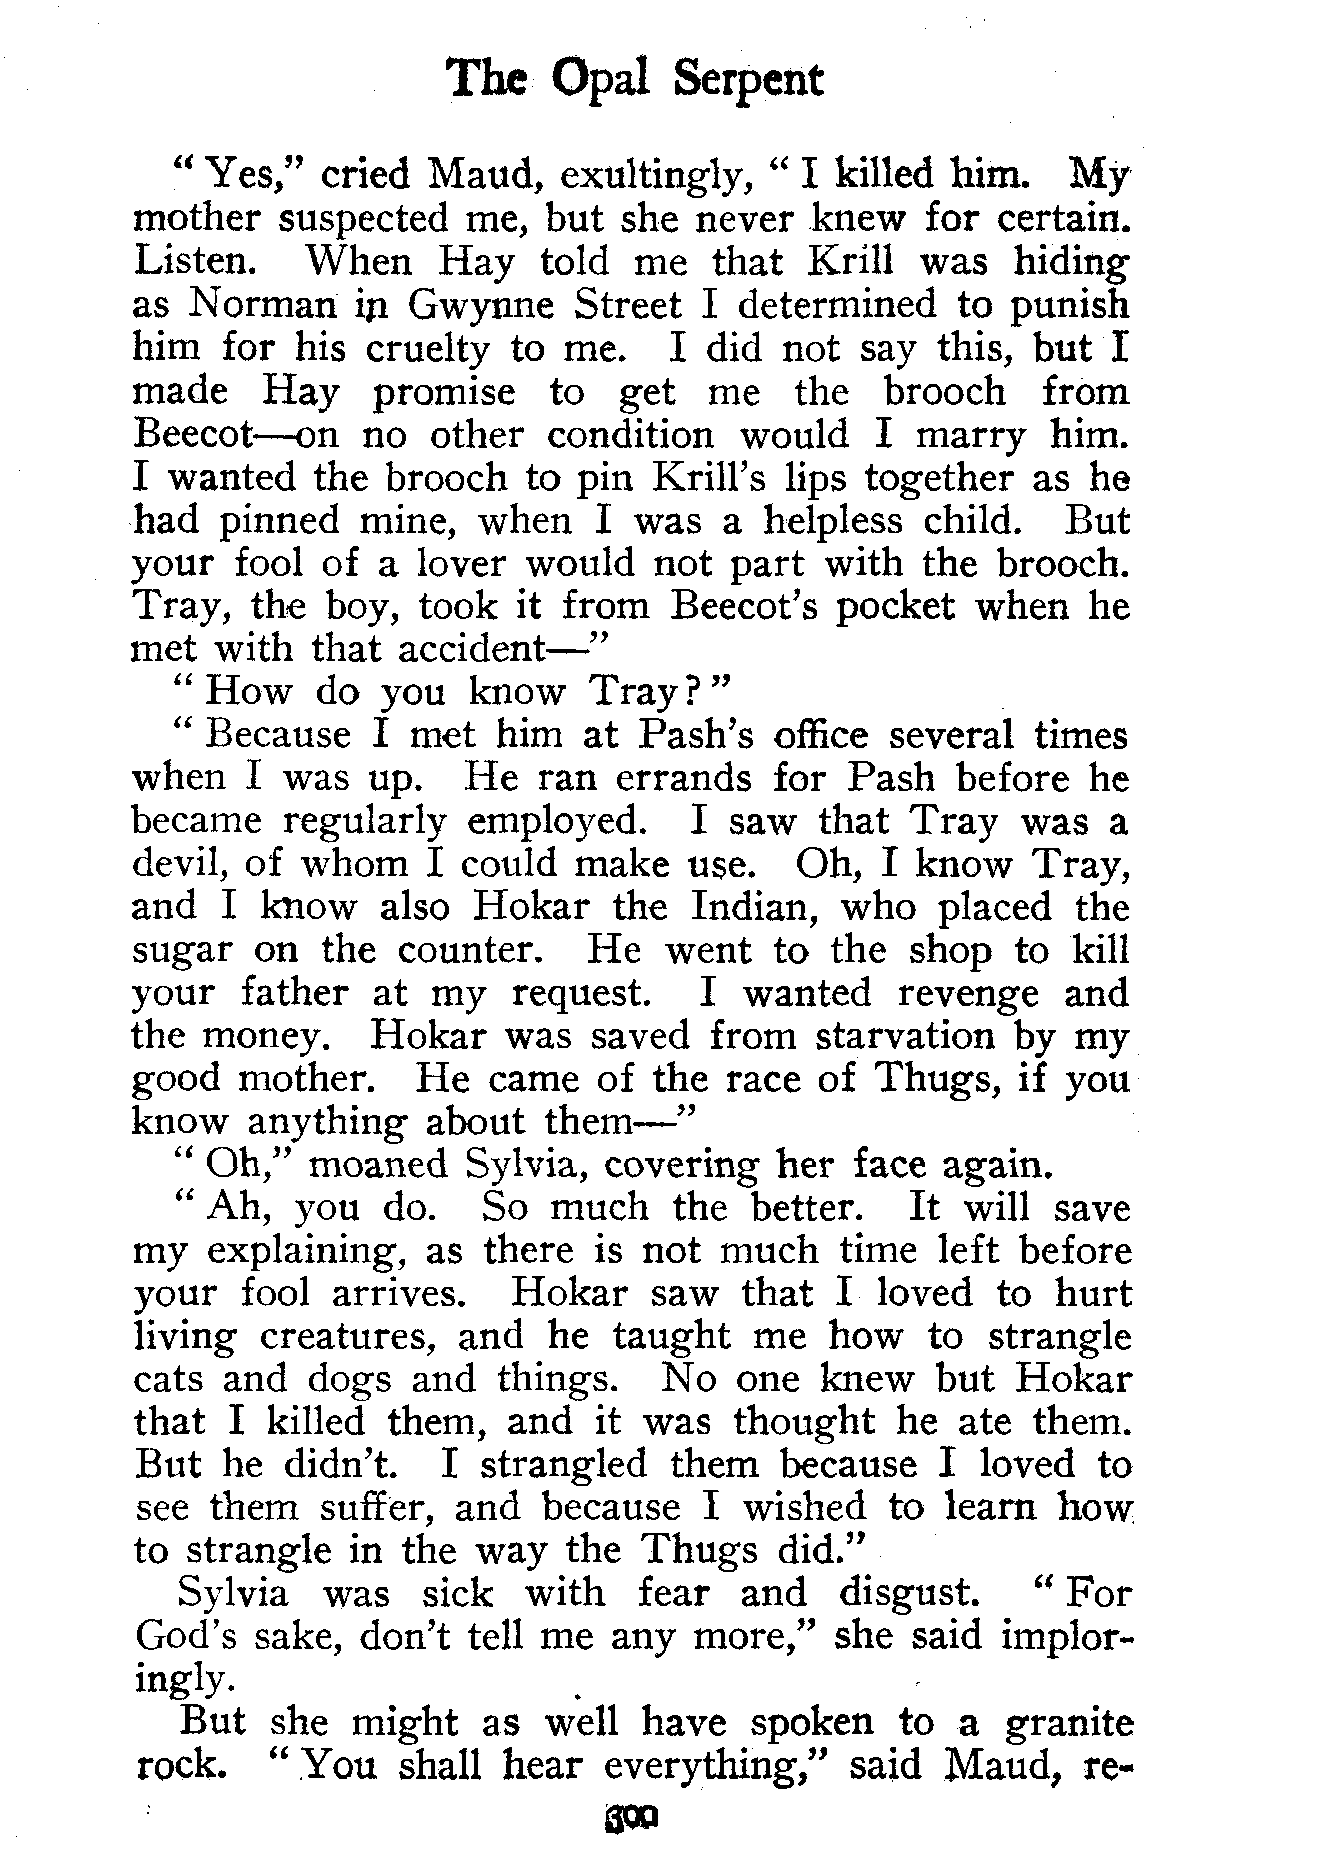 The Opal Serpent
“ Yes,” cried Maud, exultingly, “ I killed him. My
mother suspected me, but she never knew for certain.
Listen. When Hay told me that Krill was hiding
as Norman in Gwynne Street I determined to punish
him for his cruelty to me. I did not say this, but I
made Hay promise to get me the brooch from
Beecot—on no other condition would I marry him.
I wanted the brooch to pin Krill’s lips together as he
had pinned mine, when I was a helpless child. But
your fool of a lover would not part with the brooch.
Tray, the boy, took it from Beecot’s pocket when he
met with that accident—”
“ How do you know Tray? ”
“ Because I met him at Pash’s office several times
when I was up. He ran errands for Pash before he
became regularly employed. I saw that Tray was a
devil, of whom I could make use. Oh, I know Tray,
and I know also Hokar the Indian, who placed the
sugar on the counter. He went to the shop to kill
your father at my request. I wanted revenge and
the money. Hokar was saved from starvation by my
good mother. He came of the race of Thugs, if you
know anything about them—”
“ Oh,” moaned Sylvia, covering her face again.
“ Ah, you do. So much the better. It will save
my explaining, as there is not much time left before
your fool arrives. Hokar saw that I loved to hurt
living creatures, and he taught me how to strangle
cats and dogs and things. No one knew but Hokar
that I killed them, and it was thought he ate them.
But he didn’t. I strangled them because I loved to
see them suffer, and because I wished to learn how
to strangle in the way the Thugs did.”
Sylvia was sick with fear and disgust. “ For
God’s sake, don’t tell me any more,” she said implor-
ingly.
But she might as well have spoken to a granite
rock. “ You shall hear everything,” said Maud, re-
300